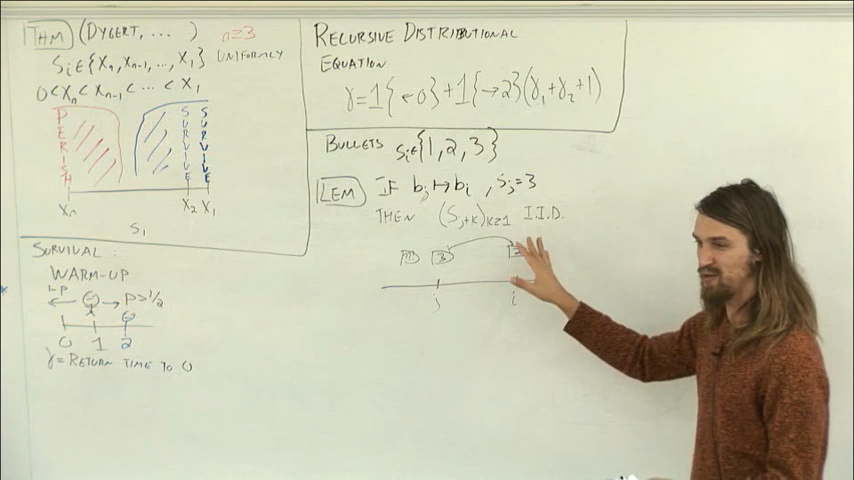 THM (DYGERT, ... )
n≥3
UNIFORMLY
Si∈{Xn, Xn-1, ..., X1}
0<Xn<Xn-1<...<X1
PERISH
SURVIVE
SURVIVE
Xn
X2 X1
S1
SURVIVAL:
WARM-UP
1-P
P>1/2
0 1 2
γ=RETURN TIME TO 0
RECURSIVE DISTRIBUTIONAL
EQUATION
γ=1{←0}+1{→2}(γ1+γ2+1)
BULLETS Si∈{1,2,3}
LEM IF bj↦bi, Sj=3
THEN (Sj+k)k≥1 I.I.D.
3
j
i